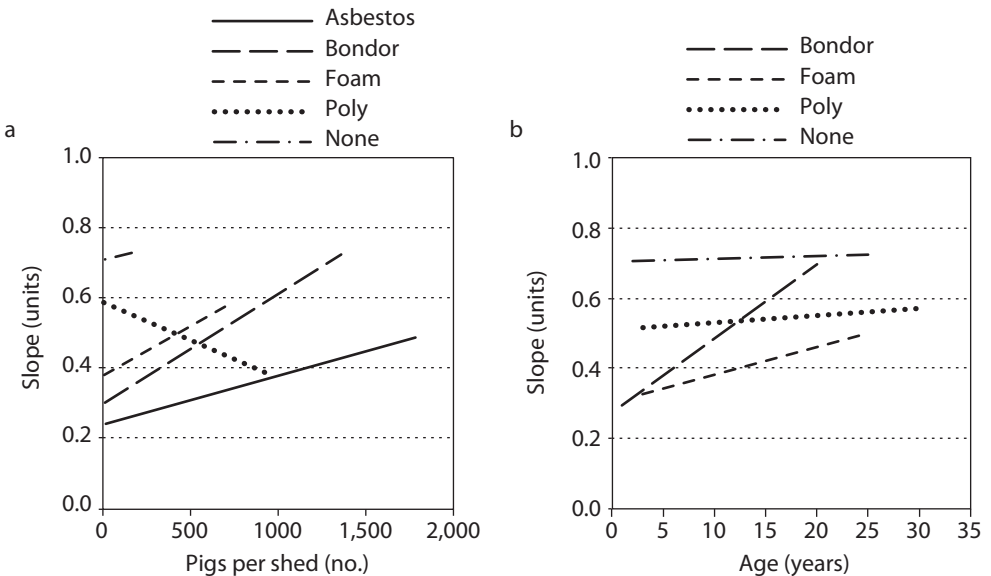 Asbestos
Bondor
Foam
Poly
None
a
1.0
0.8
0.6
0.4
0.2
0.0
Slope (units)
0
500
1000
1,500
2,000
Pigs per shed (no.)
Bondor
Foam
Poly
None
b
1.0
0.8
0.6
0.4
0.2
0.0
Slope (units)
0
5
10
15
20
25
30
35
Age (years)